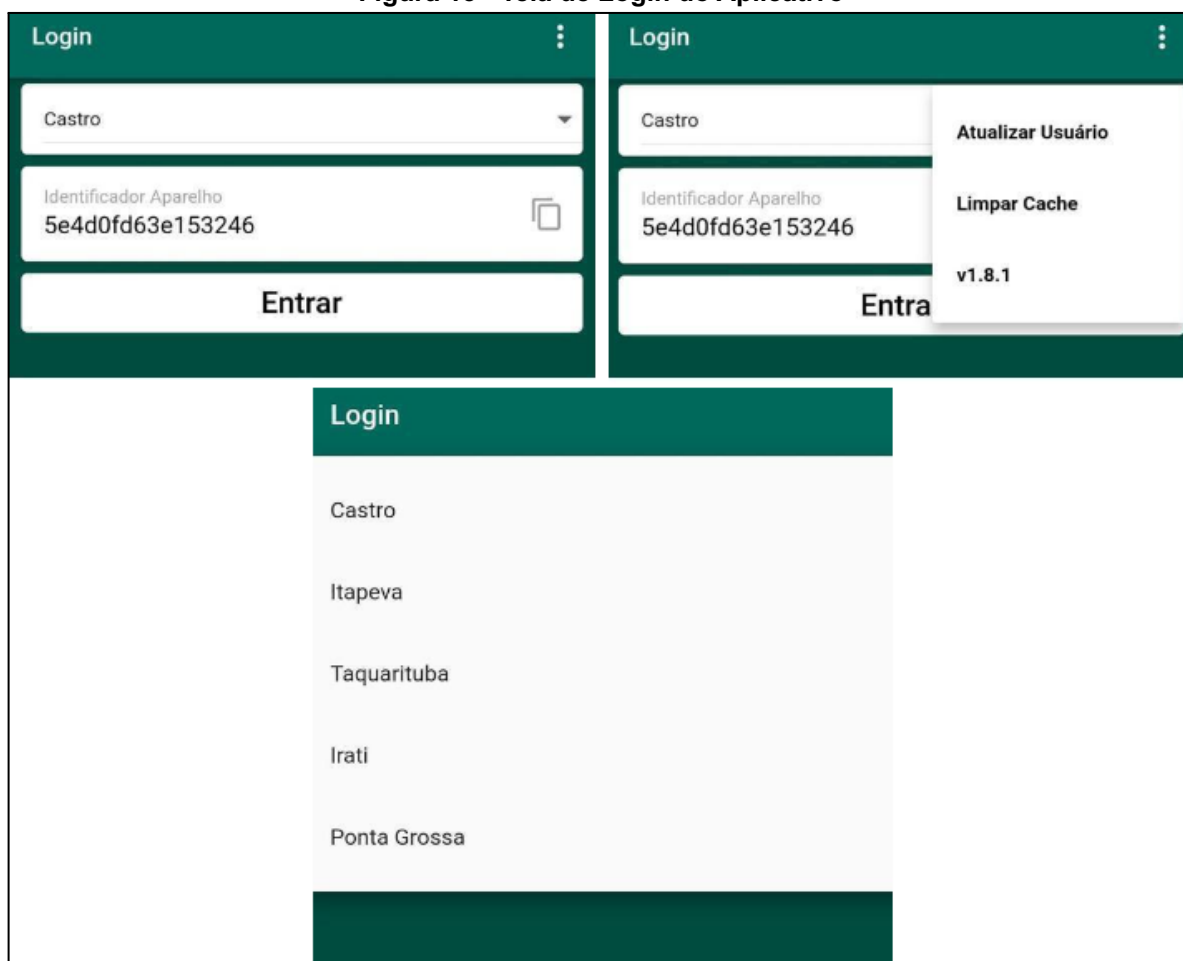 Login
Castro
Identificador Aparelho
5e4d0fd63e153246
Entrar
Login
Castro
Identificador Aparelho
5e4d0fd63e153246
Entra
Atualizar Usuário
Limpar Cache
v1.8.1
Login
Castro
Itapeva
Taquarituba
Irati
Ponta Grossa